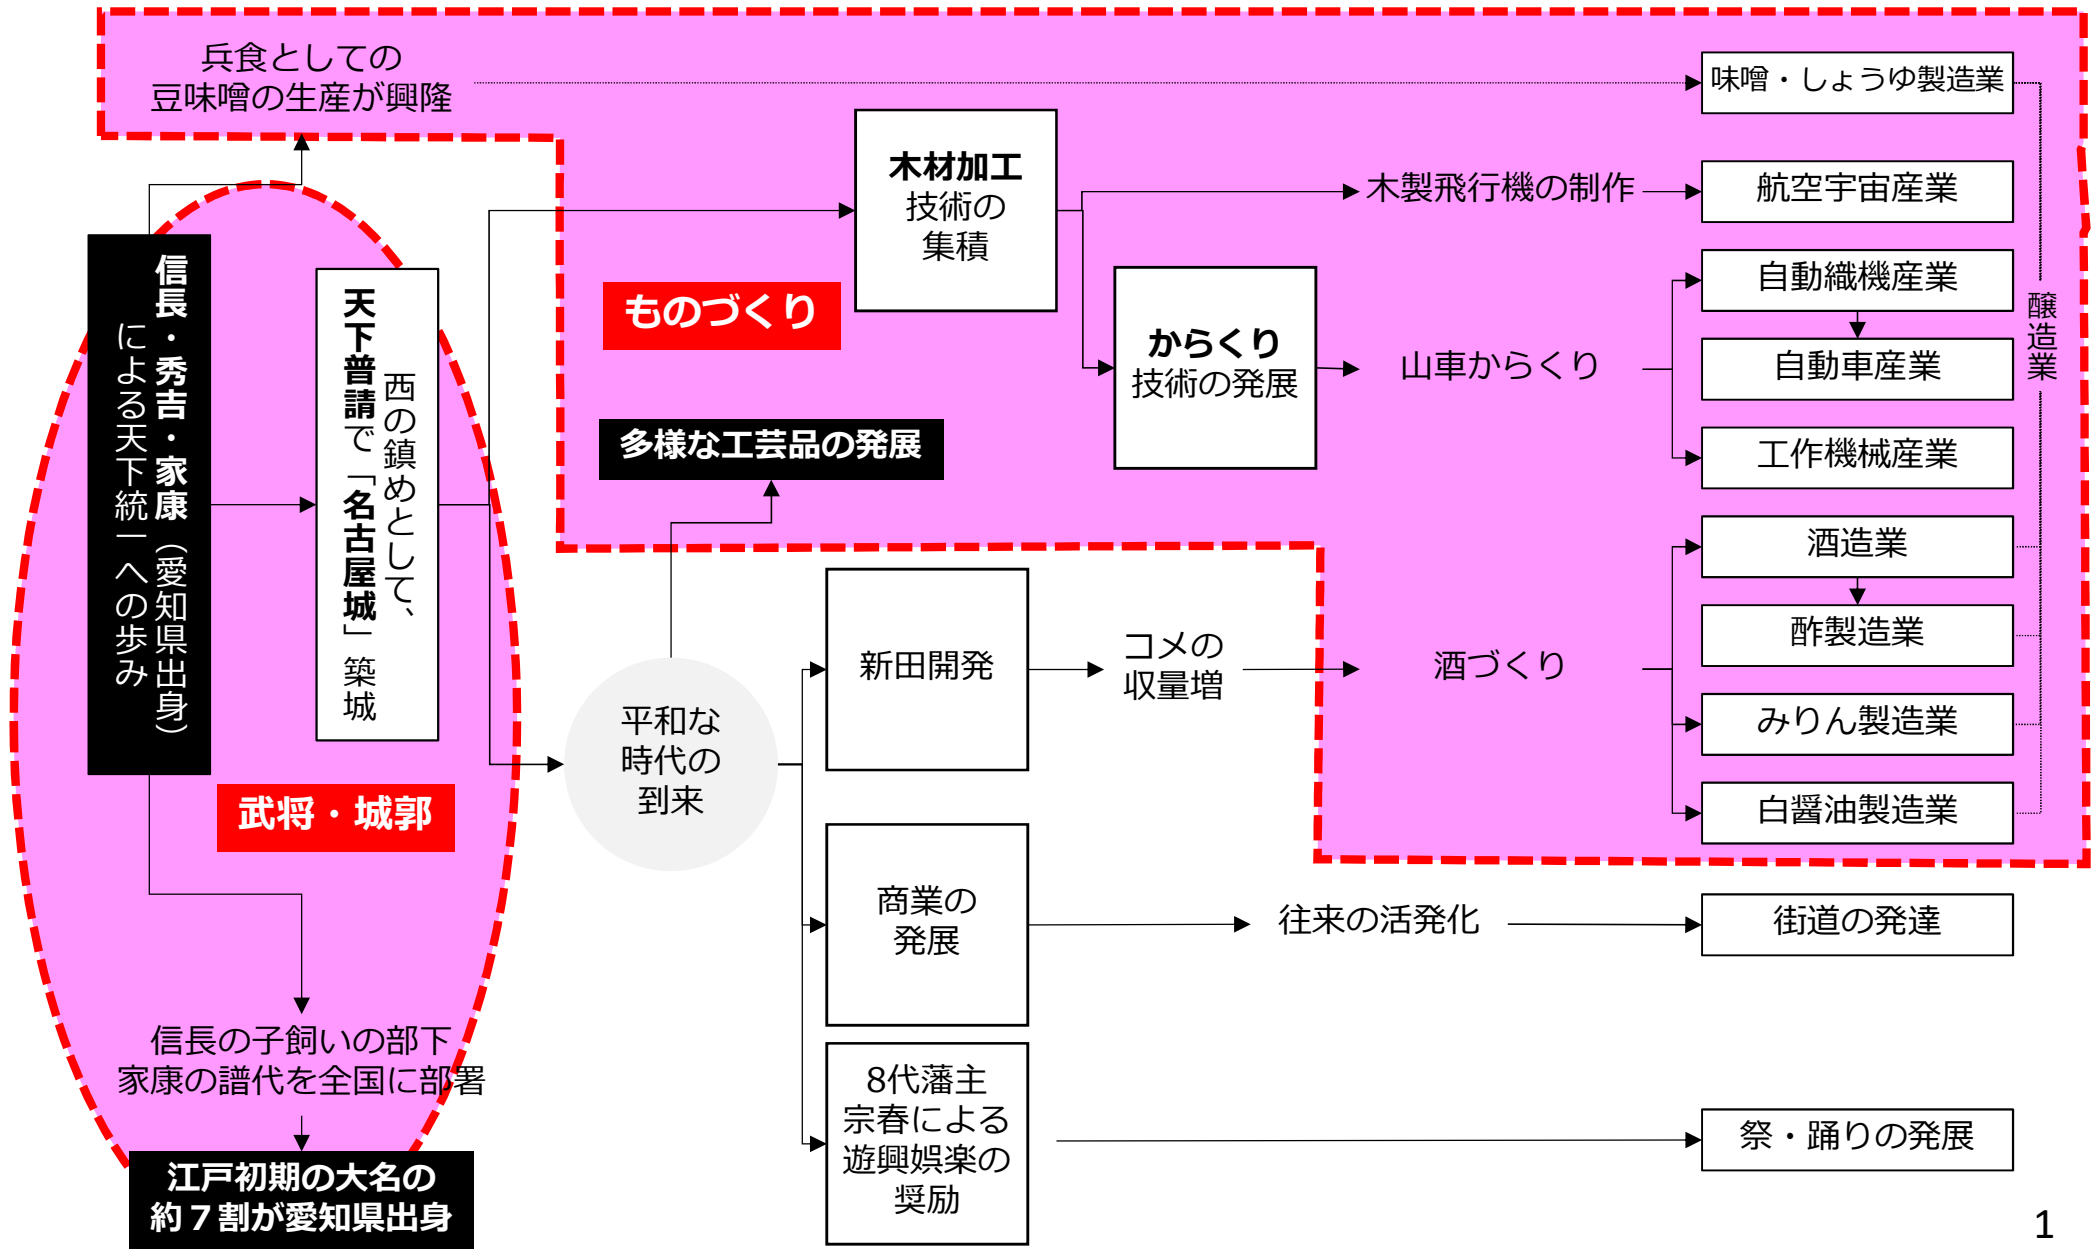 兵食としての
豆味噌の生産が興隆
信長・秀吉・家康（愛知県出身）
による天下統一への歩み
西の鎮めとして、
天下普請で「名古屋城」築城
武将・城郭
信長の子飼いの部下
家康の譜代を全国に部署
江戸初期の大名の
約７割が愛知県出身
ものづくり
多様な工芸品の発展
平和な
時代の
到来
木材加工
技術の
集積
からくり
技術の発展
木製飛行機の制作
山車からくり
新田開発
コメの
収量増
酒づくり
商業の
発展
往来の活発化
8代藩主
宗春による
遊興娯楽の
奨励
味噌・しょうゆ製造業
航空宇宙産業
自動織機産業
自動車産業
工作機械産業
酒造業
酢製造業
みりん製造業
白醤油製造業
醸造業
街道の発達
祭・踊りの発展
1